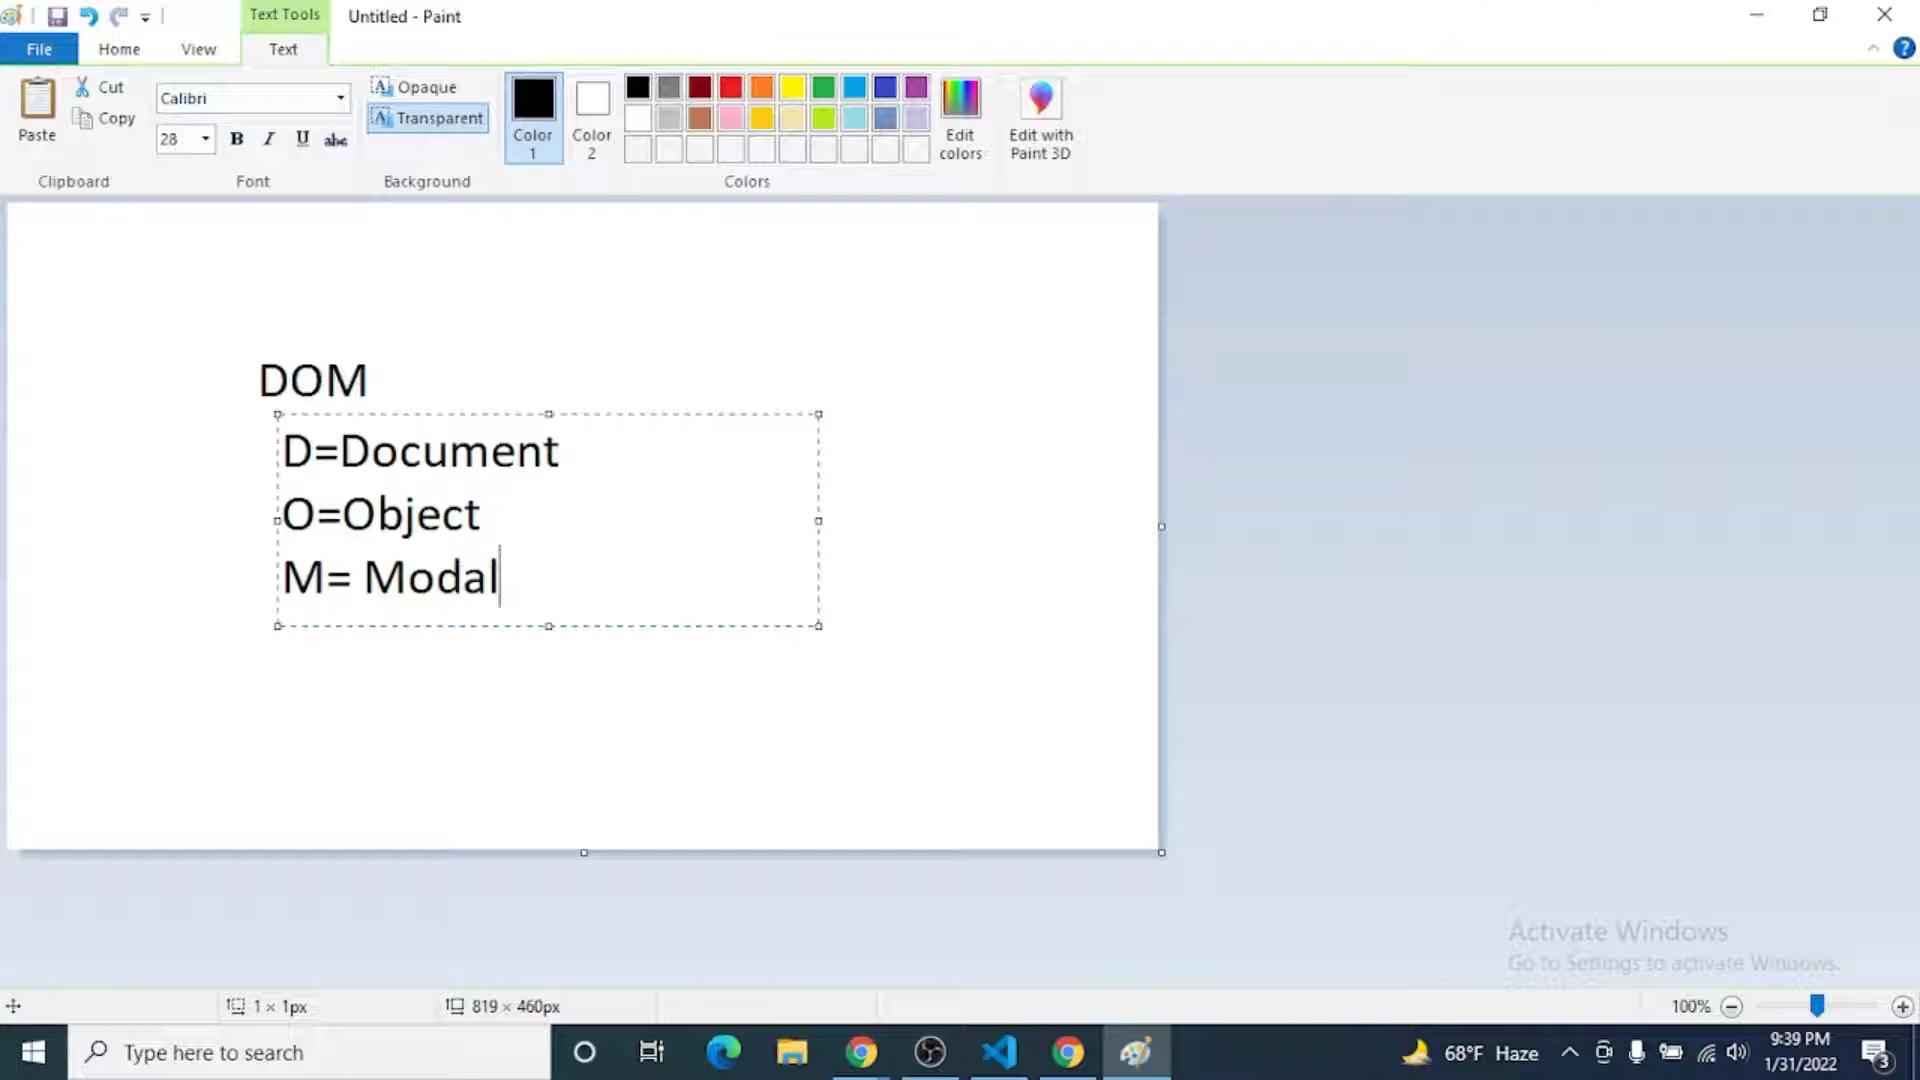 Text Tools
Untitled - Paint
File
Home
View
Text
Paste
Cut
Copy
Clipboard
Calibri
28
B I U abc
Font
Opaque
Transparent
Background
Color 1
Color 2
Colors
Edit colors
Edit with Paint 3D
DOM
D=Document
O=Object
M= Modal
Activate Windows
Go to Settings to activate Windows.
1 × 1px
819 × 460px
100%
Type here to search
68°F Haze
9:39 PM
1/31/2022
3